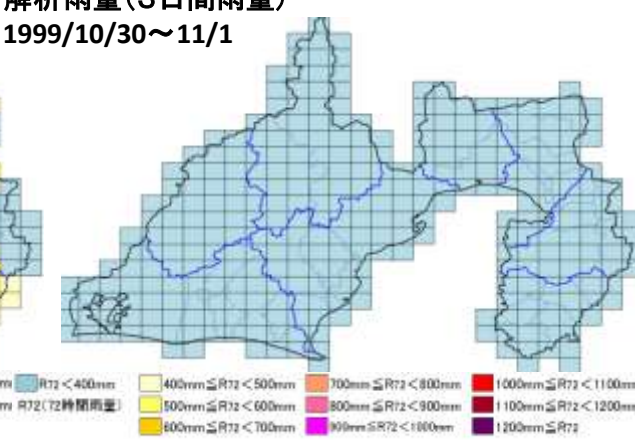 解析雨量(3日間雨量)
1999/10/30～11/1
mm R72＜400mm 400mm≦R72＜500mm 700mm≦R72＜800mm 1000mm≦R72＜1100mm
mm R72(72時間雨量) 500mm≦R72＜600mm 800mm≦R72＜900mm 1100mm≦R72＜1200mm
600mm≦R72＜700mm 900mm≦R72＜1000mm 1200mm≦R72